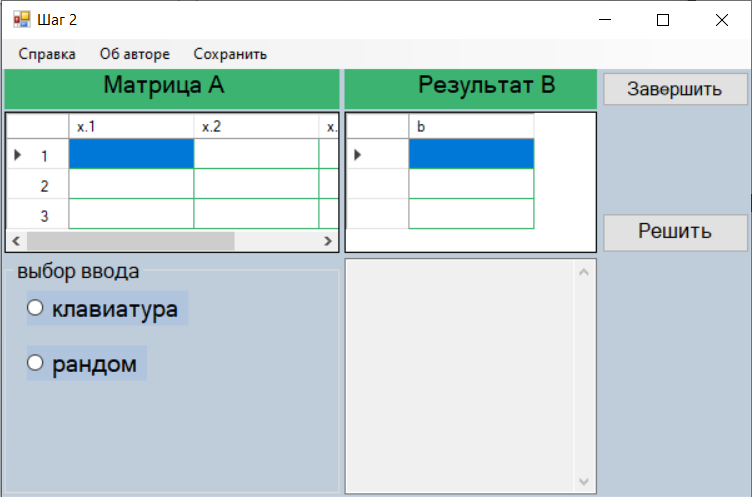 Шаг 2
Справка Об авторе Сохранить
Матрица А Результат В Завершить
x.1 x.2 x. b
1
2
3
Решить
выбор ввода
клавиатура
рандом